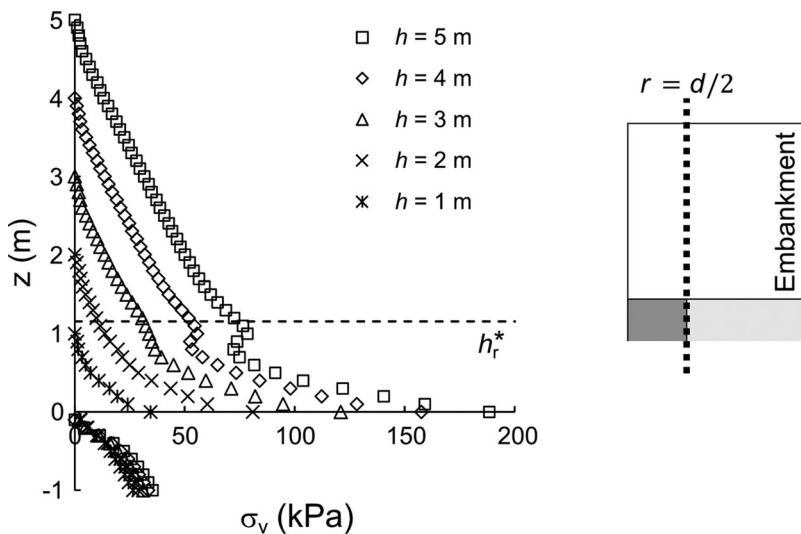 5
4
3
2
1
0
-1
z (m)
0
50
100
150
200
σv (kPa)
h = 5 m
h = 4 m
h = 3 m
h = 2 m
h = 1 m
hr*
r = d/2
Embankment